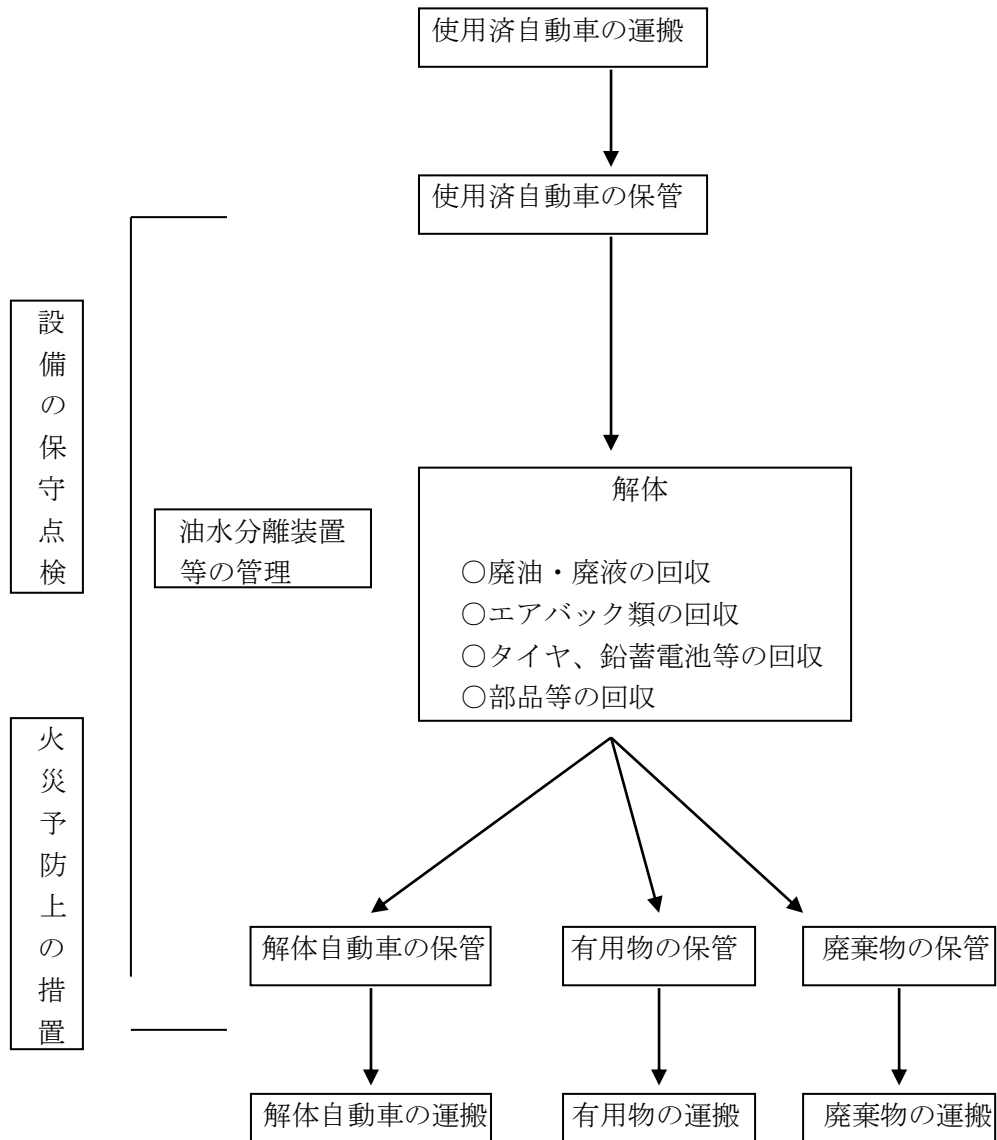 使用済自動車の運搬
使用済自動車の保管
設備の保守点検
油水分離装置
等の管理
解体
○廃油・廃液の回収
○エアバック類の回収
○タイヤ、鉛蓄電池等の回収
○部品等の回収
火災予防上の措置
解体自動車の保管
有用物の保管
廃棄物の保管
解体自動車の運搬
有用物の運搬
廃棄物の運搬